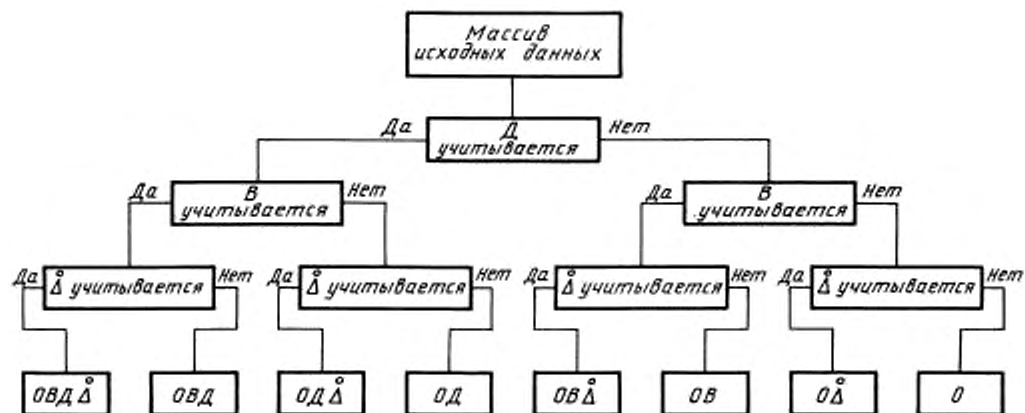 Массив
исходных данных
Да
Д
учитывается
Нет
Да
В
учитывается
Нет
Да
В
учитывается
Нет
Да
Δ̊ учитывается
Нет
Да
Δ̊ учитывается
Нет
Да
Δ̊ учитывается
Нет
Да
Δ̊ учитывается
Нет
ОВДΔ̊
ОВД
ОДΔ̊
ОД
ОВΔ̊
ОВ
ОΔ̊
О